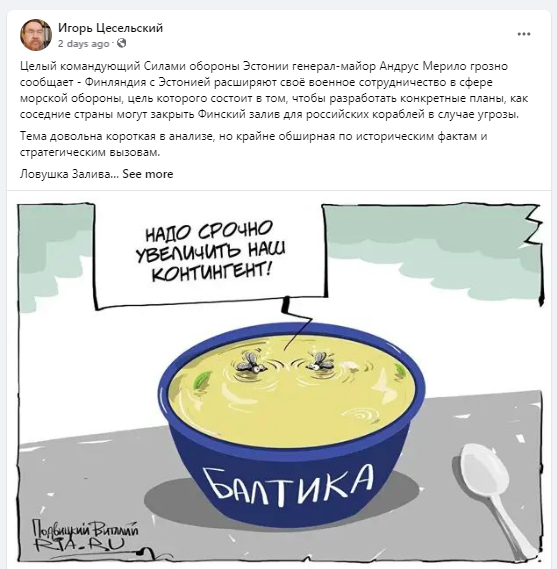 Игорь Цесельский
2 days ago ·
Целый командующий Силами обороны Эстонии генерал-майор Андрус Мерило грозно
сообщает - Финляндия с Эстонией расширяют своё военное сотрудничество в сфере
морской обороны, цель которого состоит в том, чтобы разработать конкретные планы, как
соседние страны могут закрыть Финский залив для российских кораблей в случае угрозы.
Тема довольна короткая в анализе, но крайне обширная по историческим фактам и
стратегическим вызовам.
Ловушка Залива... See more
НАДО СРОЧНО
УВЕЛИЧИТЬ НАШ
КОНТИНГЕНТ!
БАЛТИКА
Подвицкий Виталий
RIA.RU